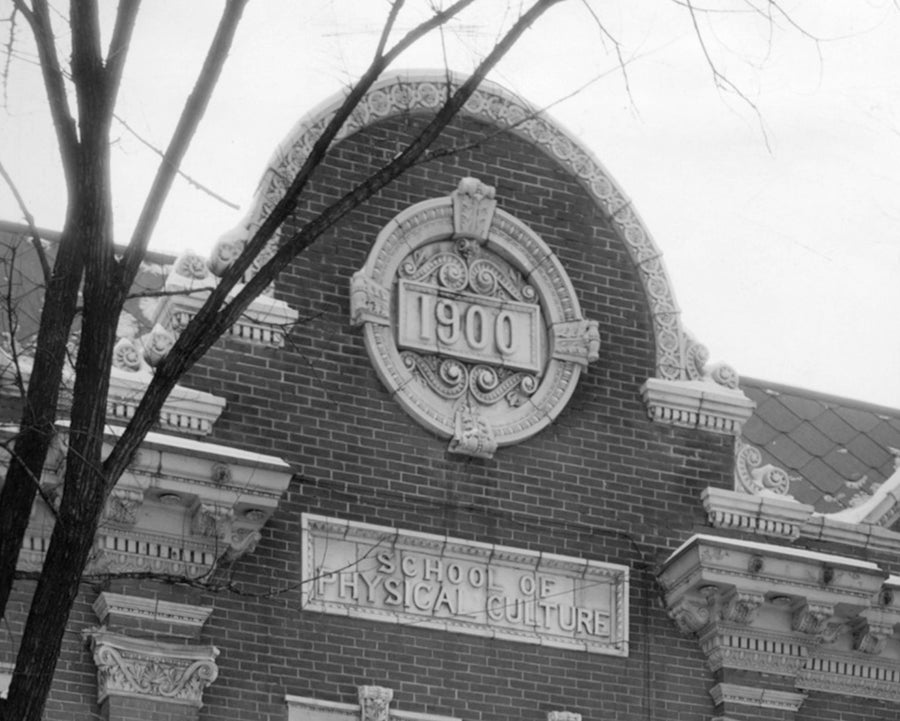 1900
SCHOOL OF
PHYSICAL CULTURE